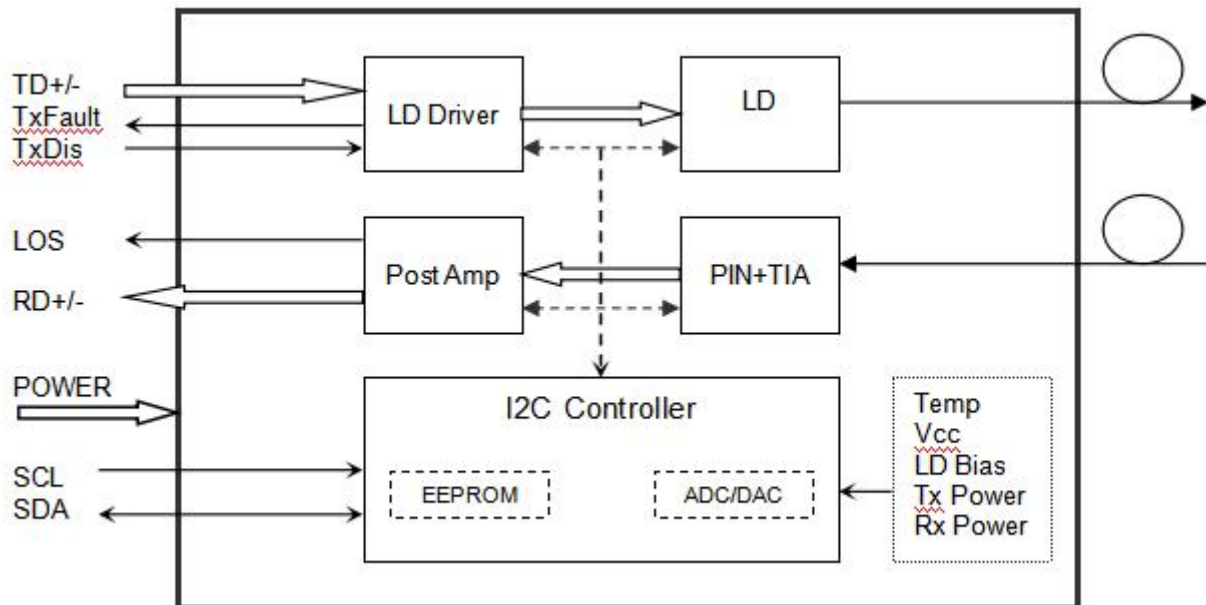 TD+/-
TxFault
TxDis
LD Driver
LD
LOS
RD+/-
Post Amp
PIN+TIA
POWER
SCL
SDA
I2C Controller
EEPROM
ADC/DAC
Temp
Vcc
LD Bias
Tx Power
Rx Power